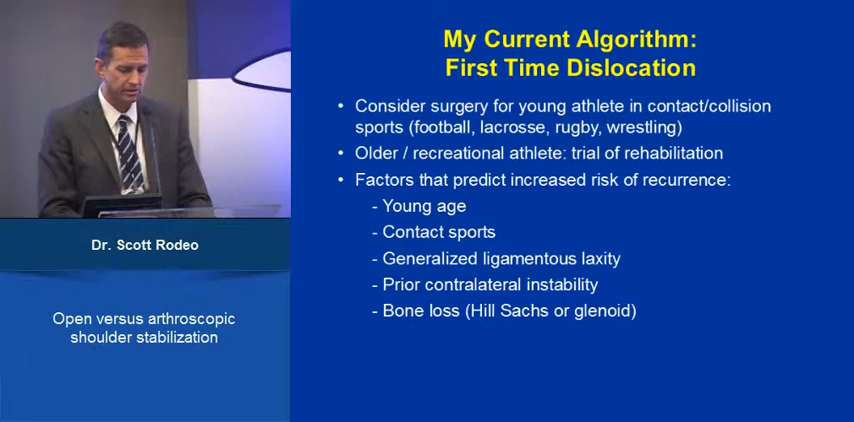 My Current Algorithm:
First Time Dislocation
• Consider surgery for young athlete in contact/collision
sports (football, lacrosse, rugby, wrestling)
• Older / recreational athlete: trial of rehabilitation
• Factors that predict increased risk of recurrence:
- Young age
- Contact sports
- Generalized ligamentous laxity
- Prior contralateral instability
- Bone loss (Hill Sachs or glenoid)
Dr. Scott Rodeo
Open versus arthroscopic
shoulder stabilization